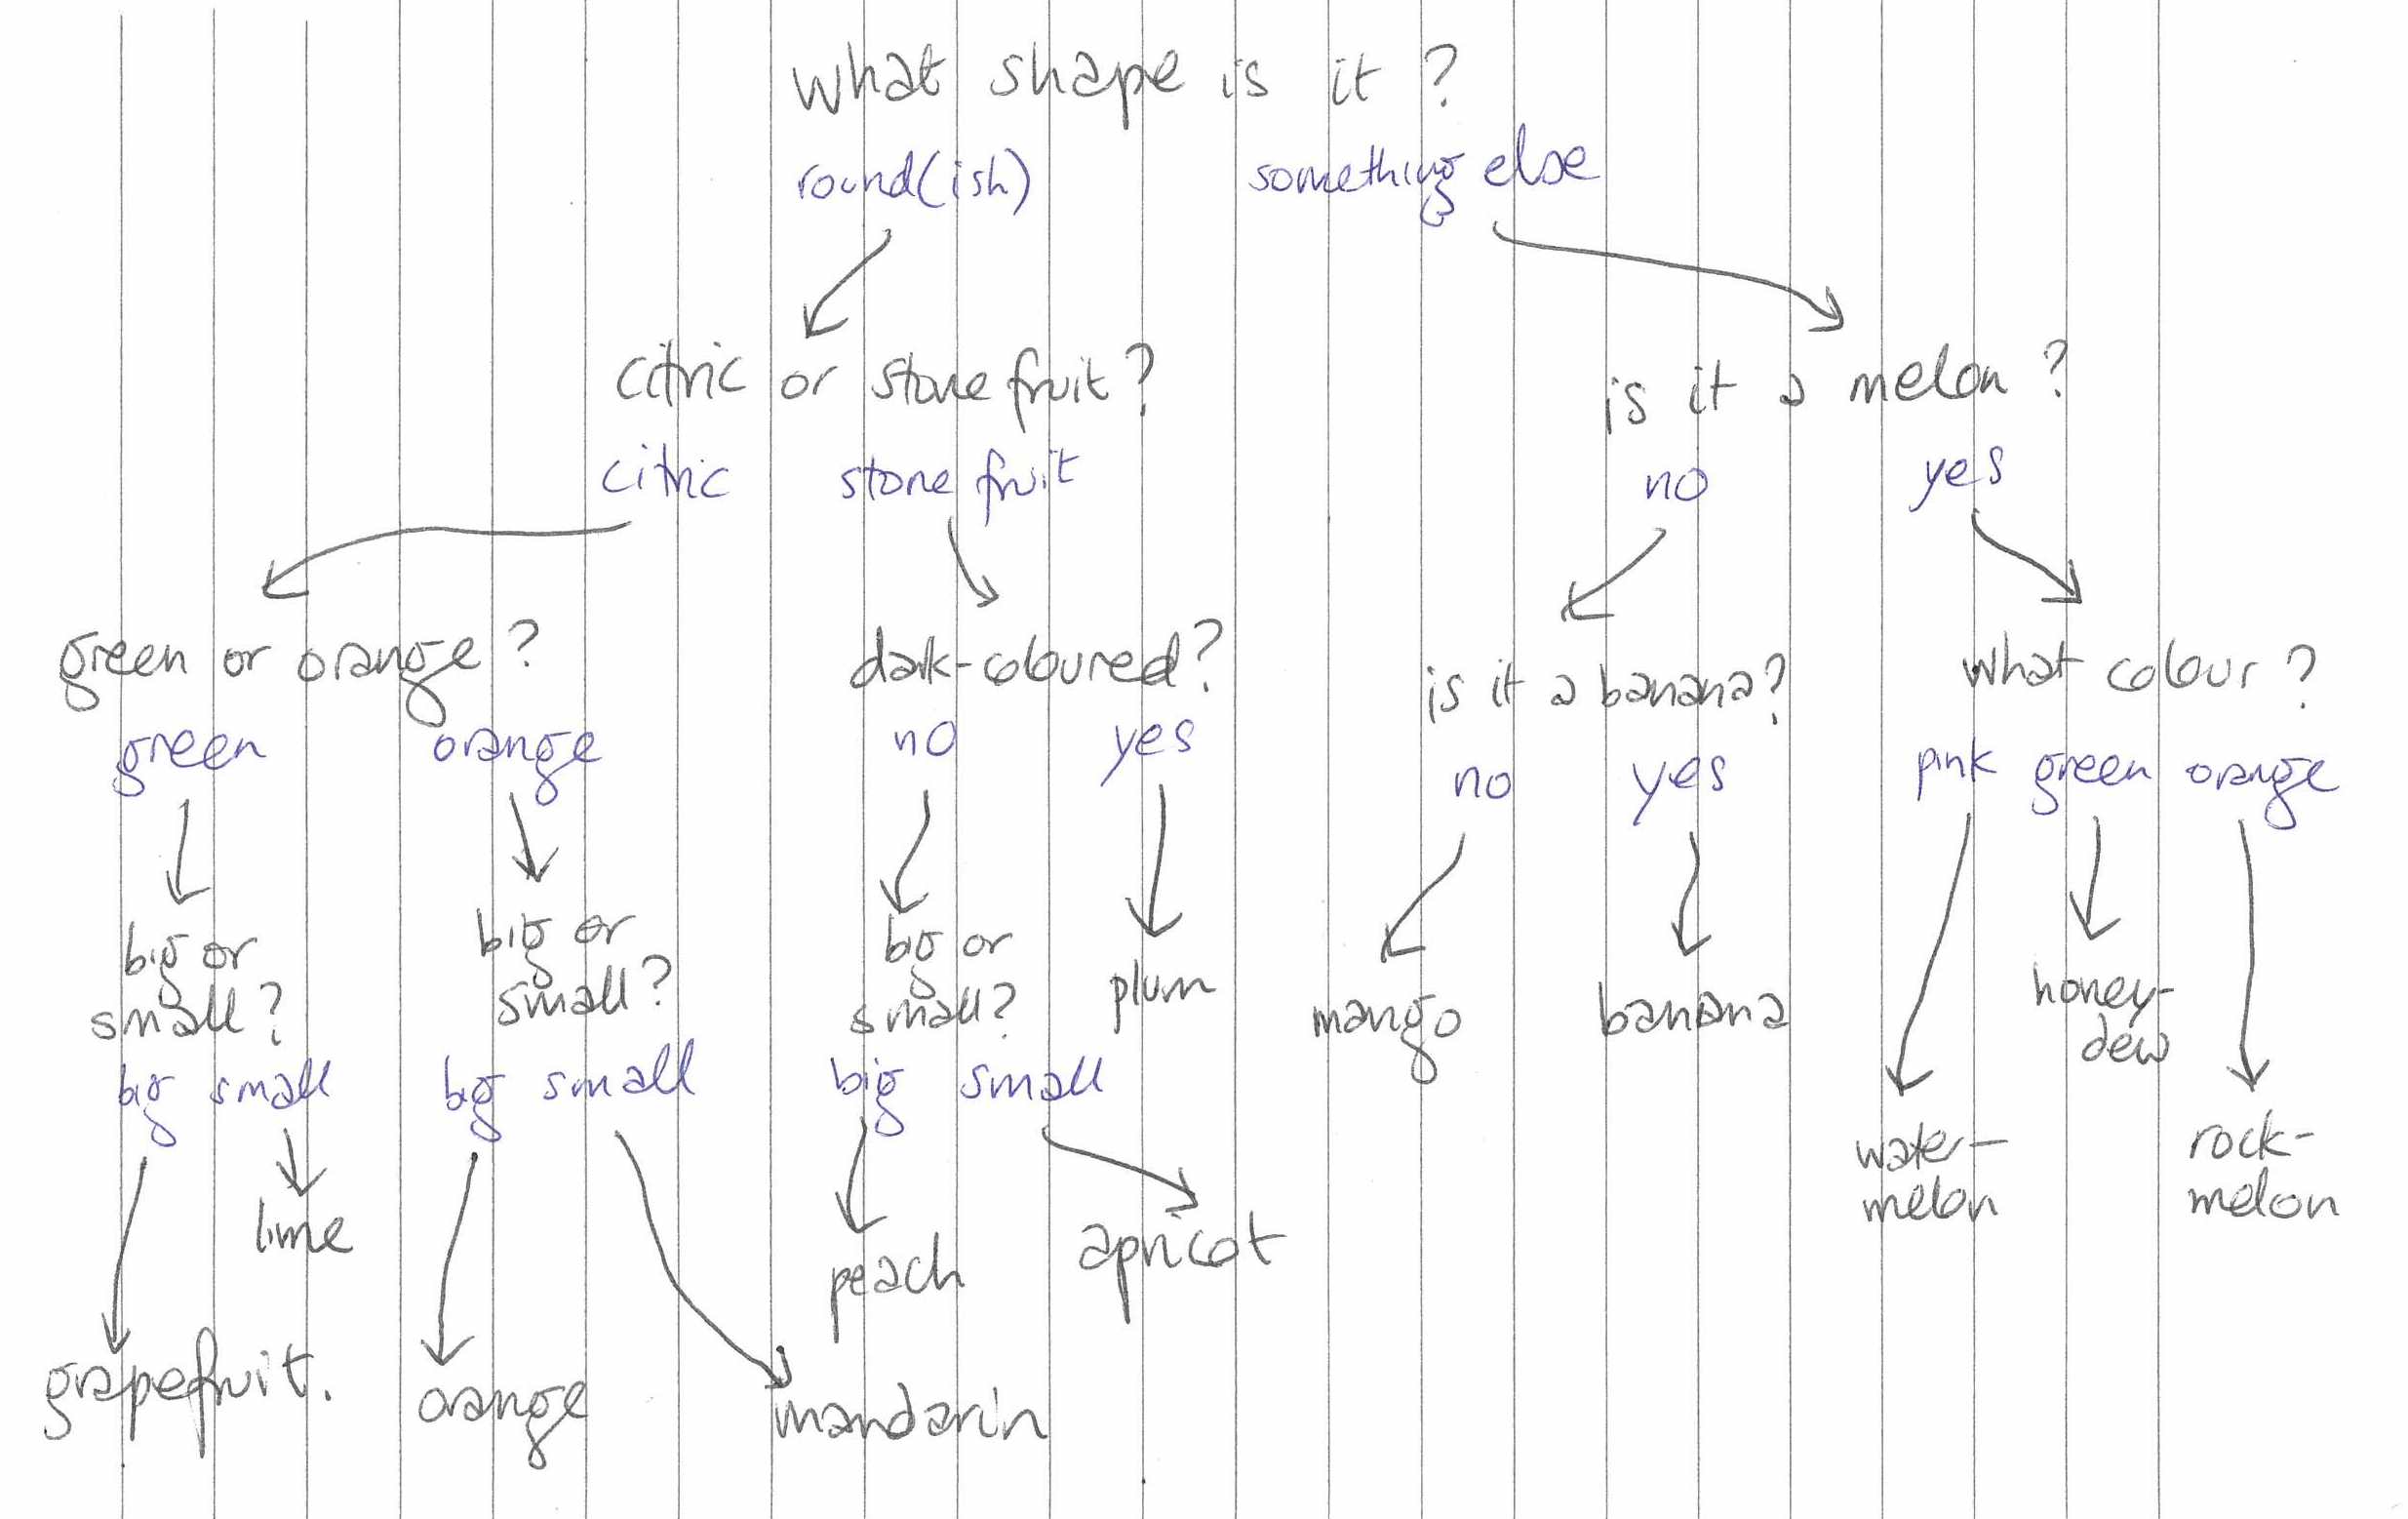 what shape is it ?
round(ish) something else
citric or stone fruit ?
citric stone fruit
is it a melon ?
no yes
green or orange ?
green orange
dark-coloured ?
no yes
is it a banana ?
no yes
what colour ?
pink green orange
big or
small ?
big small
big or
small ?
big small
big or
small ?
big small
plum
mango
banana
honey-
dew
water-
melon
rock-
melon
lime
peach
apricot
grapefruit.
orange
mandarin